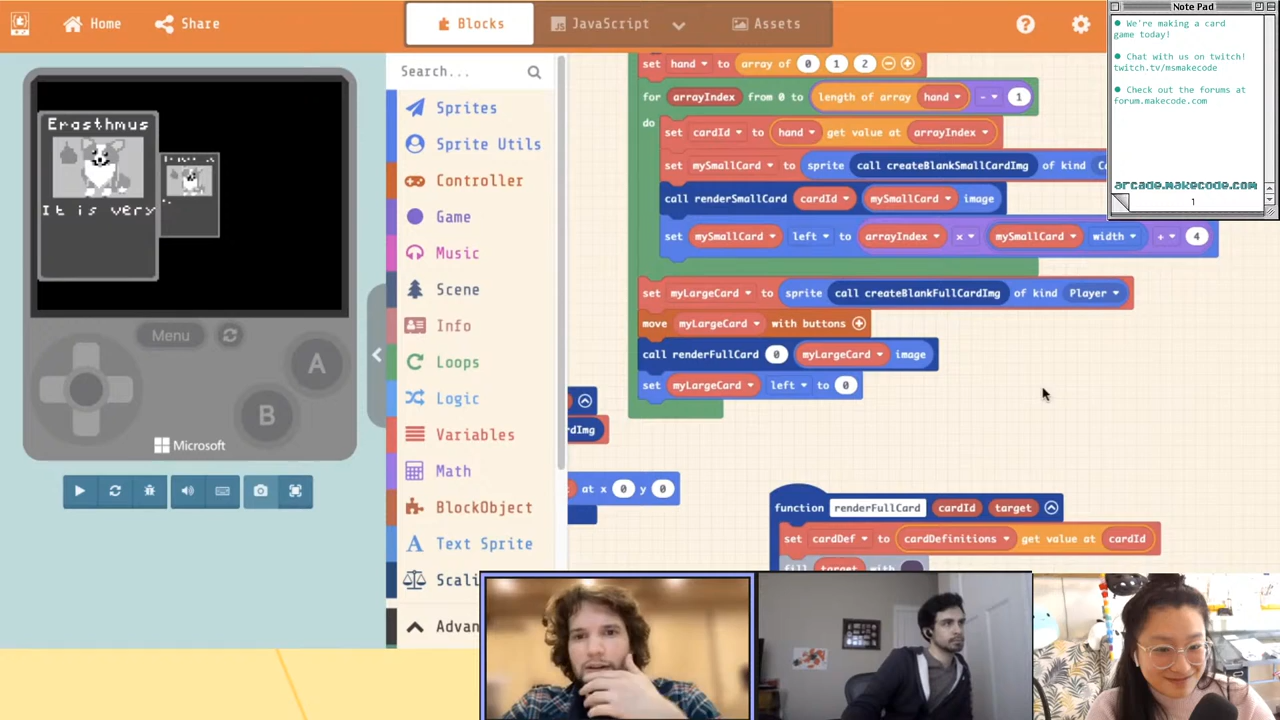 Home
Share
Blocks
JavaScript
Assets
Note Pad
We're making a card
game today!
Chat with us on twitch!
twitch.tv/msmakecode
Check out the forums at
forum.makecode.com
arcade.makecode.com
1
Erasthmus
It is very
Menu
A
B
Microsoft
Search...
Sprites
Sprite Utils
Controller
Game
Music
Scene
Info
Loops
Logic
Variables
Math
BlockObject
Text Sprite
Scali
Advan
set hand to array of 0 1 2
for arrayIndex from 0 to length of array hand - 1
do
set cardId to hand get value at arrayIndex
set mySmallCard to sprite call createBlankSmallCardImg of kind
call renderSmallCard cardId mySmallCard image
set mySmallCard left to arrayIndex x mySmallCard width + 4
set myLargeCard to sprite call createBlankFullCardImg of kind Player
move myLargeCard with buttons
call renderFullCard 0 myLargeCard image
set myLargeCard left to 0
rdImg
at x 0 y 0
function renderFullCard cardId target
set cardDef to cardDefinitions get value at cardId
fill target with